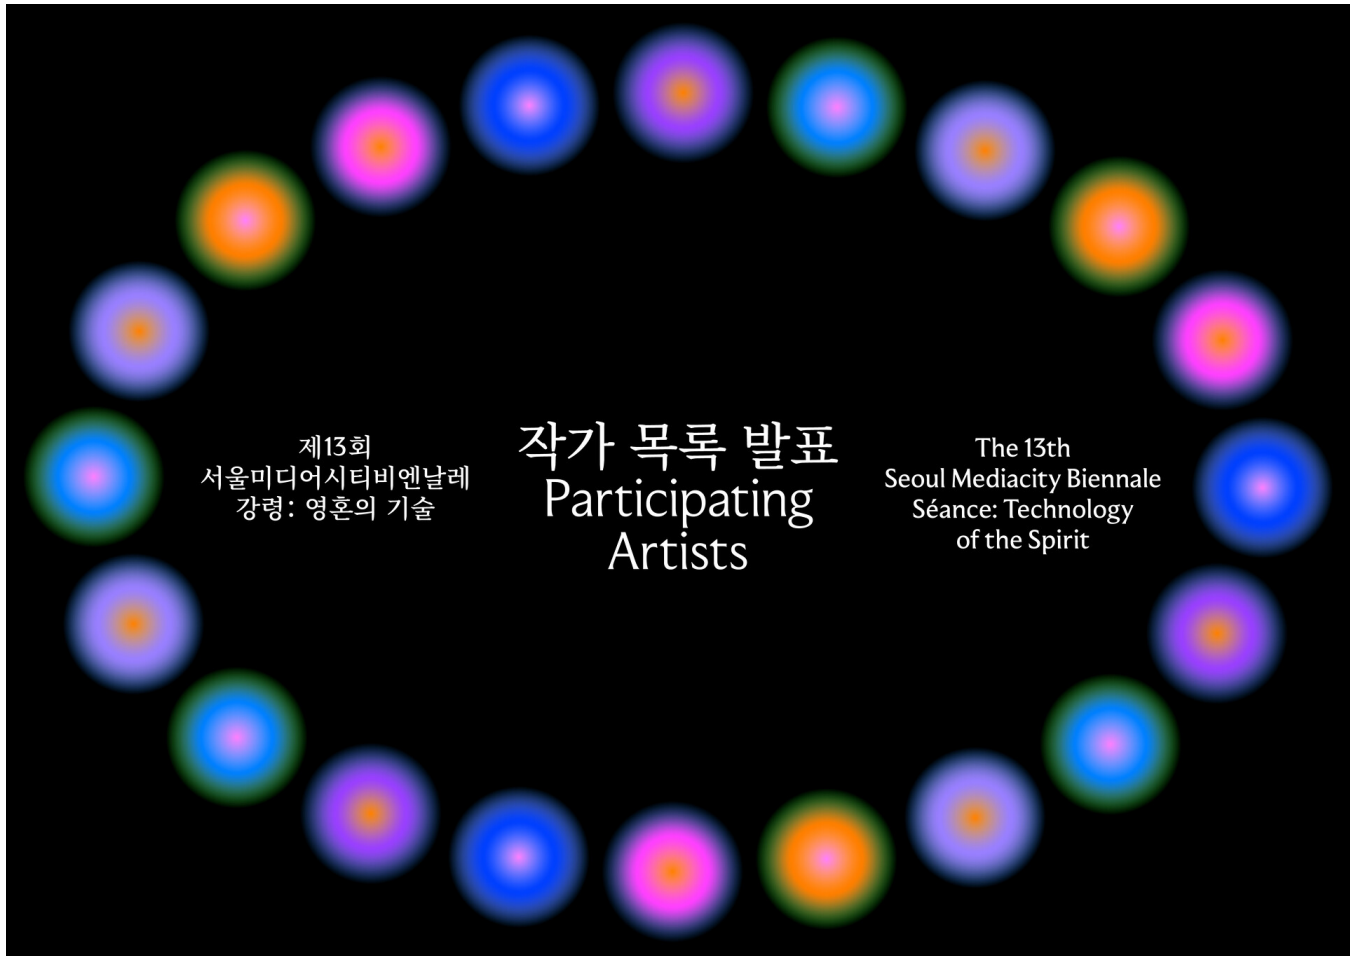 제13회
서울미디어시티비엔날레
강령: 영혼의 기술
작가 목록 발표
Participating
Artists
The 13th
Seoul Mediacity Biennale
Séance: Technology
of the Spirit